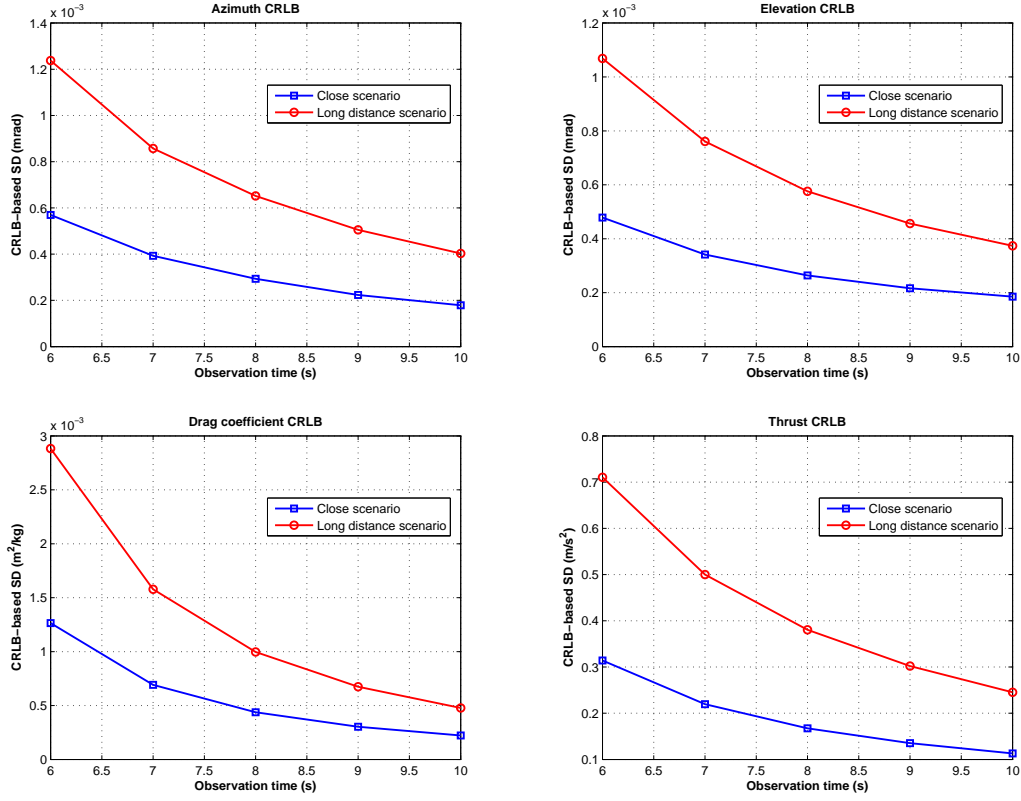 Azimuth CRLB
x 10⁻³
1.4
1.2
1
0.8
0.6
0.4
0.2
0
CRLB−based SD (mrad)
Close scenario
Long distance scenario
6 6.5 7 7.5 8 8.5 9 9.5 10
Observation time (s)
Elevation CRLB
x 10⁻³
1.2
1
0.8
0.6
0.4
0.2
0
CRLB−based SD (mrad)
Close scenario
Long distance scenario
6 6.5 7 7.5 8 8.5 9 9.5 10
Observation time (s)
Drag coefficient CRLB
x 10⁻³
3
2.5
2
1.5
1
0.5
0
CRLB−based SD (m²/kg)
Close scenario
Long distance scenario
6 6.5 7 7.5 8 8.5 9 9.5 10
Observation time (s)
Thrust CRLB
0.8
0.7
0.6
0.5
0.4
0.3
0.2
0.1
CRLB−based SD (m/s²)
Close scenario
Long distance scenario
6 6.5 7 7.5 8 8.5 9 9.5 10
Observation time (s)